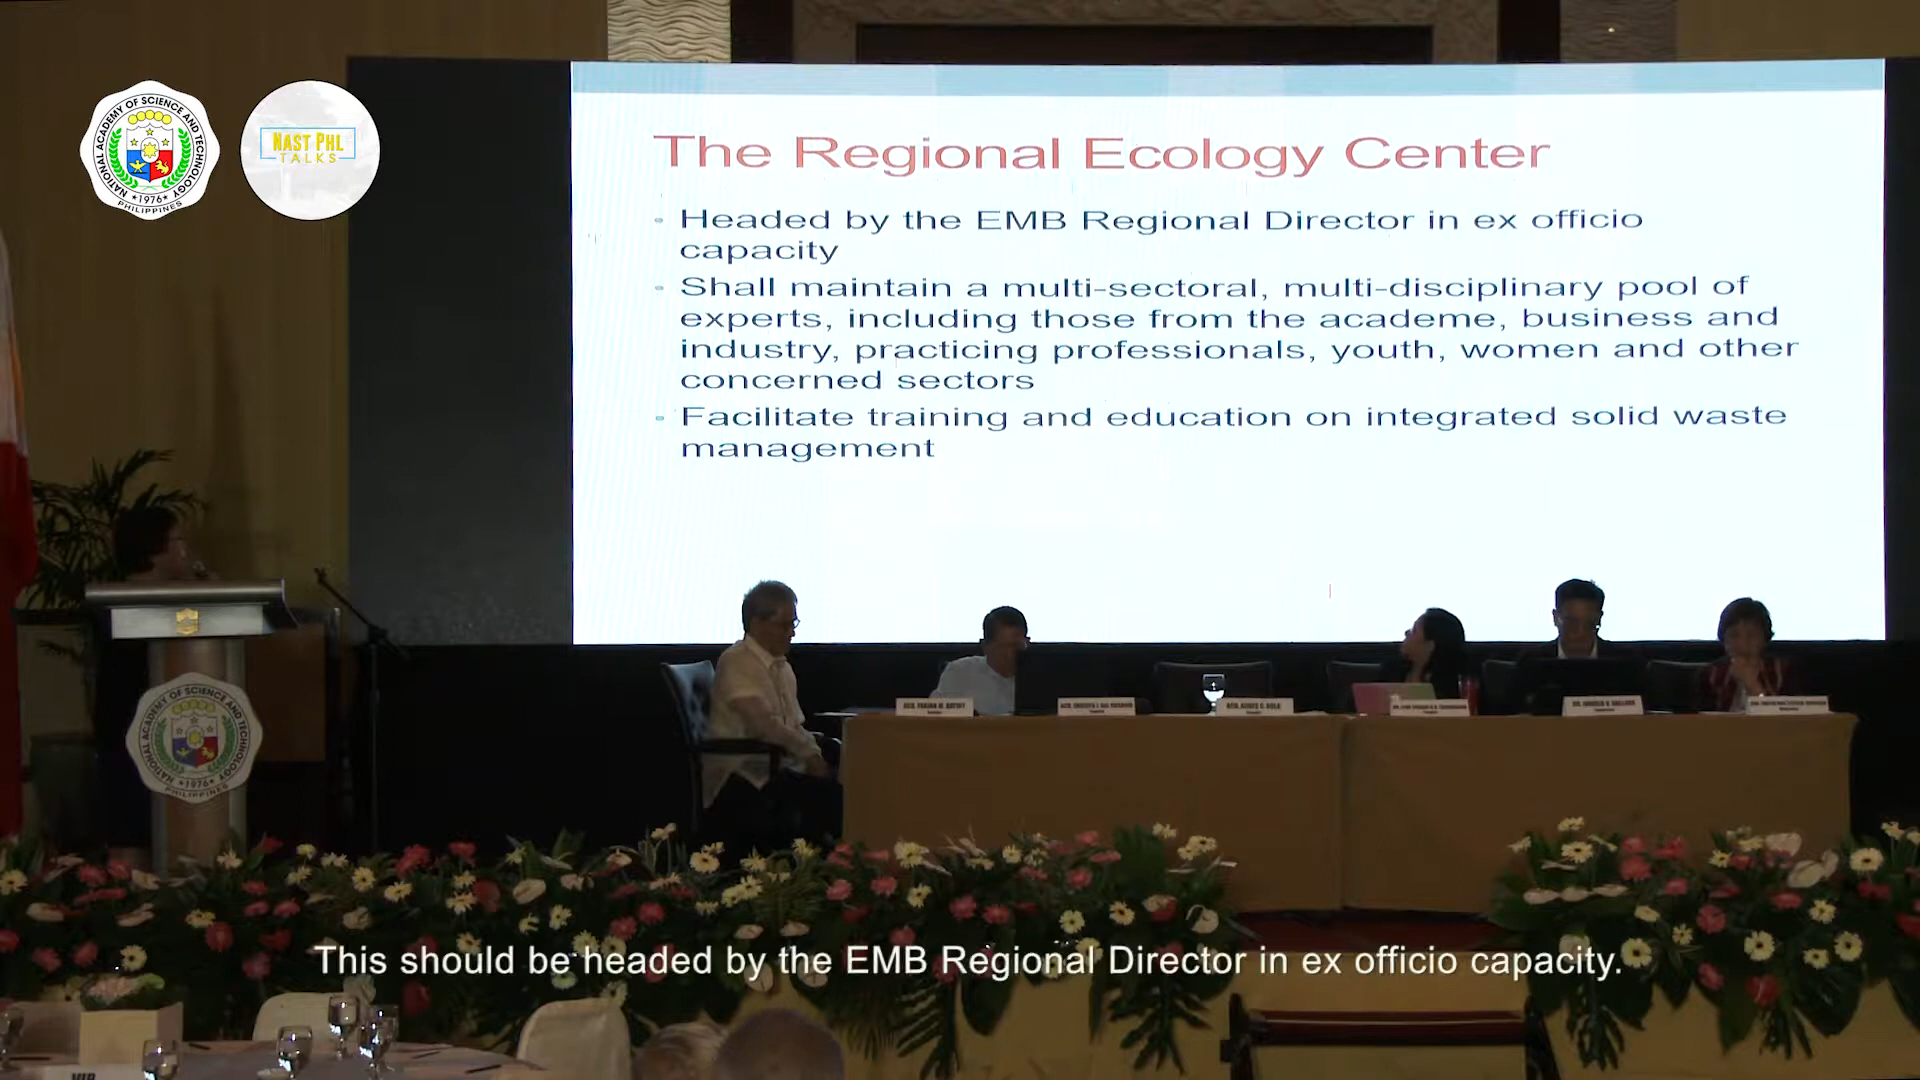 NATIONAL ACADEMY OF SCIENCE AND TECHNOLOGY
1976
PHILIPPINES
NAST PHL
TALKS
The Regional Ecology Center
- Headed by the EMB Regional Director in ex officio
capacity
- Shall maintain a multi-sectoral, multi-disciplinary pool of
experts, including those from the academe, business and
industry, practicing professionals, youth, women and other
concerned sectors
- Facilitate training and education on integrated solid waste
management
NATIONAL ACADEMY OF SCIENCE AND TECHNOLOGY
1976
PHILIPPINES
This should be headed by the EMB Regional Director in ex officio capacity.
VIP